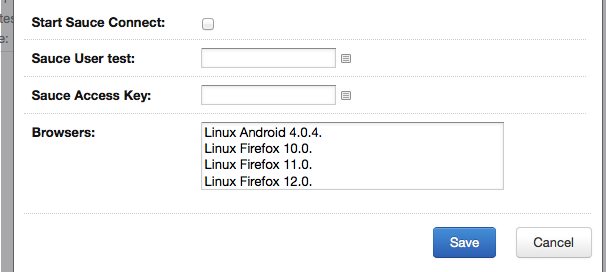 Start Sauce Connect:
Sauce User test:
Sauce Access Key:
Browsers:
Linux Android 4.0.4.
Linux Firefox 10.0.
Linux Firefox 11.0.
Linux Firefox 12.0.
Save Cancel